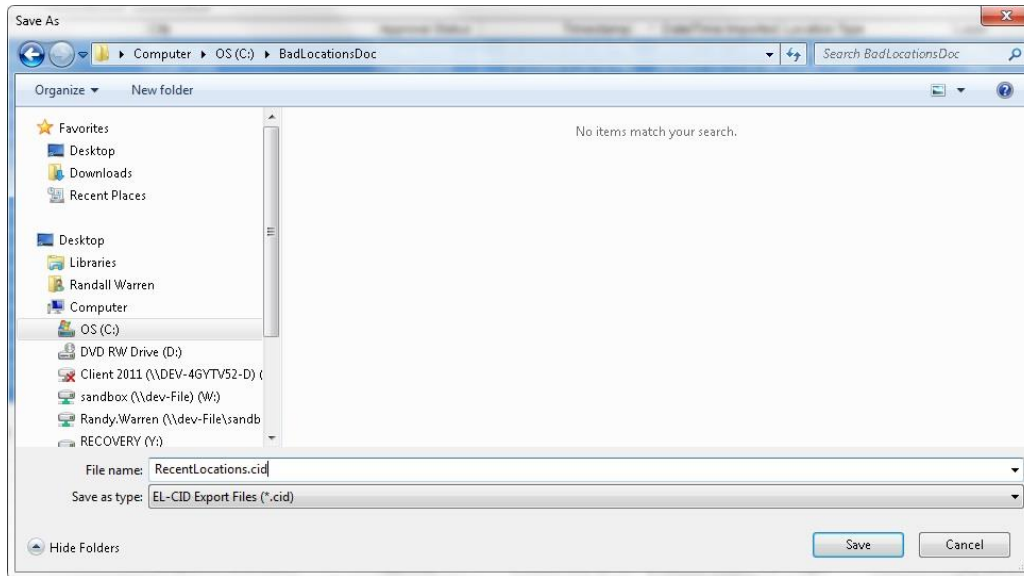 Save As
Computer OS (C:) BadLocationsDoc Search BadLocationsDoc
Organize New folder
Favorites
Desktop
Downloads
Recent Places
Desktop
Libraries
Randall Warren
Computer
OS (C:)
DVD RW Drive (D:)
Client 2011 (\\DEV-4GYTV52-D) (
sandbox (\\dev-File) (W:)
Randy.Warren (\\dev-File\sandb
RECOVERY (Y:)
No items match your search.
File name: RecentLocations.cid
Save as type: EL-CID Export Files (*.cid)
Hide Folders Save Cancel